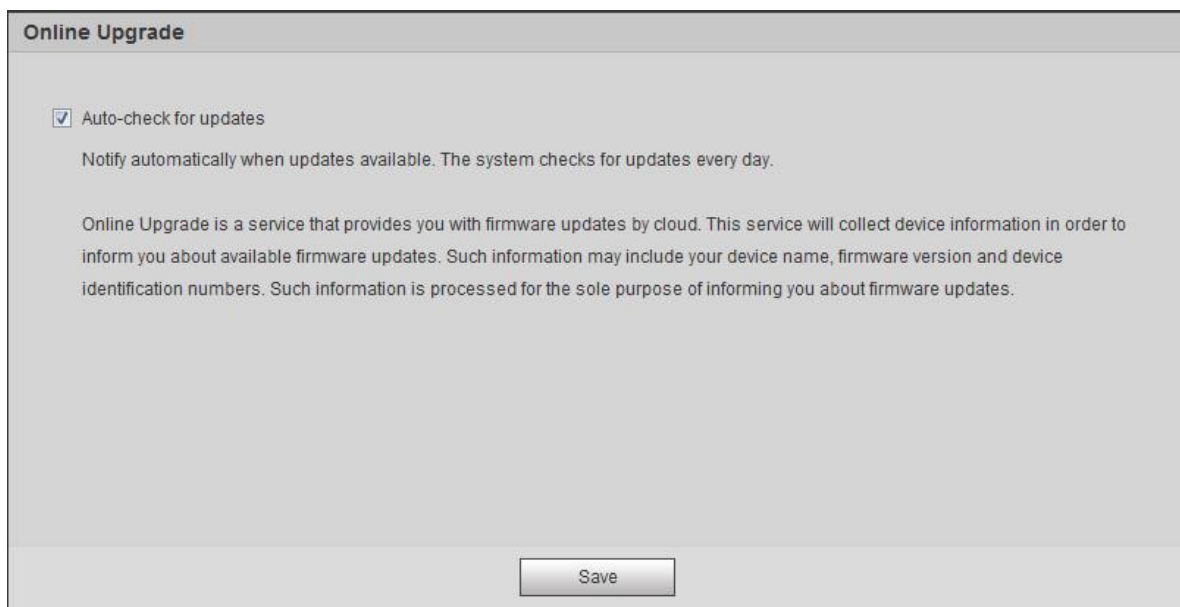 Online Upgrade
Auto-check for updates
Notify automatically when updates available. The system checks for updates every day.
Online Upgrade is a service that provides you with firmware updates by cloud. This service will collect device information in order to
inform you about available firmware updates. Such information may include your device name, firmware version and device
identification numbers. Such information is processed for the sole purpose of informing you about firmware updates.
Save